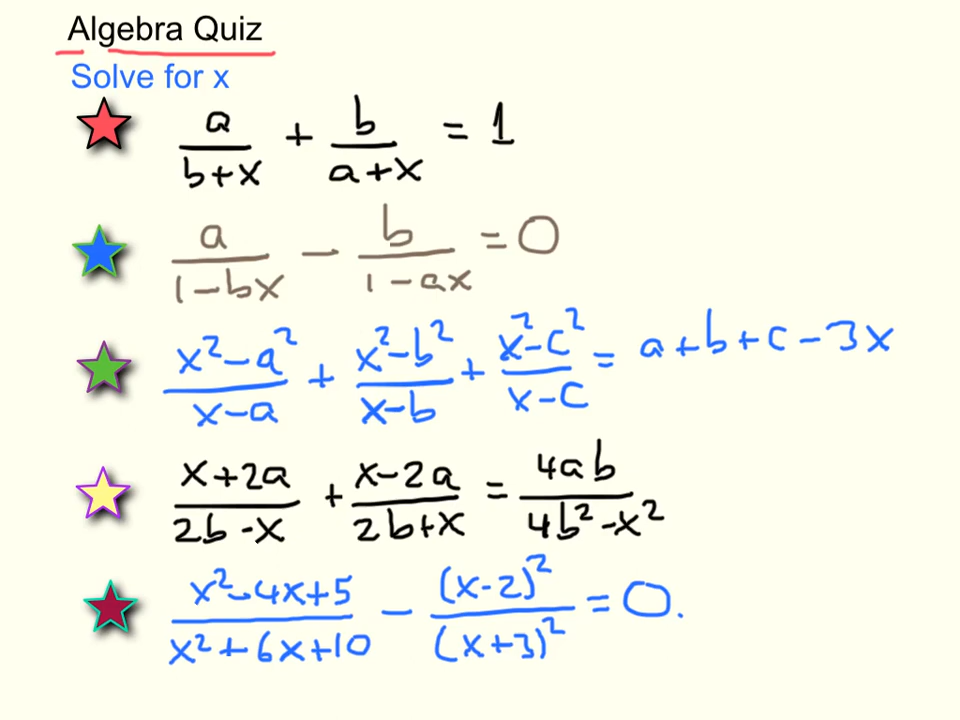 Algebra Quiz
Solve for x
a/(b+x) + b/(a+x) = 1
a/(1-bx) - b/(1-ax) = 0
(x²-a²)/(x-a) + (x²-b²)/(x-b) + (x²-c²)/(x-c) = a+b+c-3x
(x+2a)/(2b-x) + (x-2a)/(2b+x) = 4ab/(4b²-x²)
(x²-4x+5)/(x²+6x+10) - (x-2)²/(x+3)² = 0.